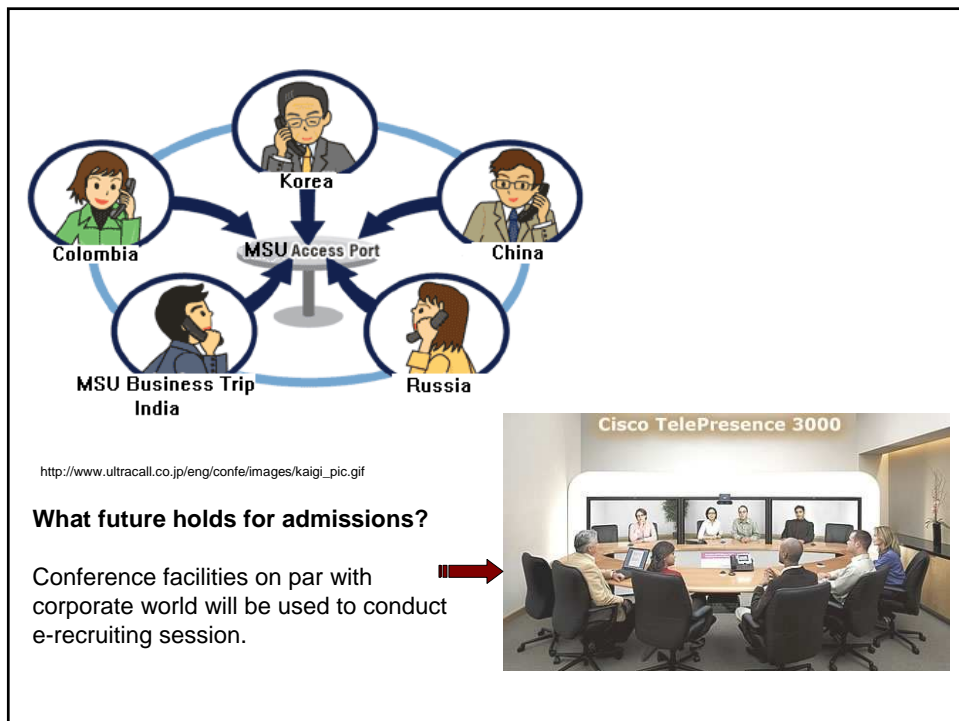 Korea
Colombia
MSU Access Port
China
MSU Business Trip
India
Russia
Cisco TelePresence 3000
http://www.ultracall.co.jp/eng/confe/images/kaigi_pic.gif
What future holds for admissions?
Conference facilities on par with
corporate world will be used to conduct
e-recruiting session.